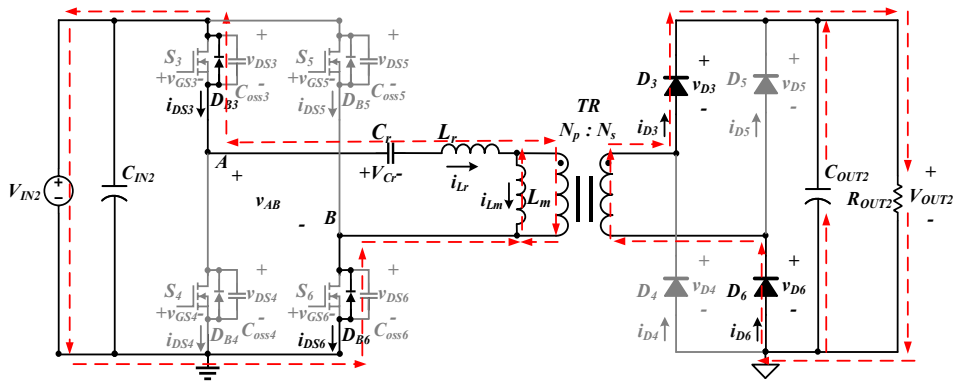 S3
+vGS3-
iDS3
DB3
+
vDS3
-
Coss3
S5
+vGS5-
iDS5
DB5
+
vDS5
-
Coss5
VIN2
+
-
CIN2
A
+
vAB
-
B
Cr
+VCr-
Lr
iLr
iLm
Lm
TR
Np : Ns
S4
+vGS4-
iDS4
DB4
+
vDS4
-
Coss4
S6
+vGS6-
iDS6
DB6
+
vDS6
-
Coss6
D3
+
vD3
-
iD3
D5
+
vD5
-
iD5
D4
+
vD4
-
iD4
D6
+
vD6
-
iD6
COUT2
ROUT2
+
VOUT2
-